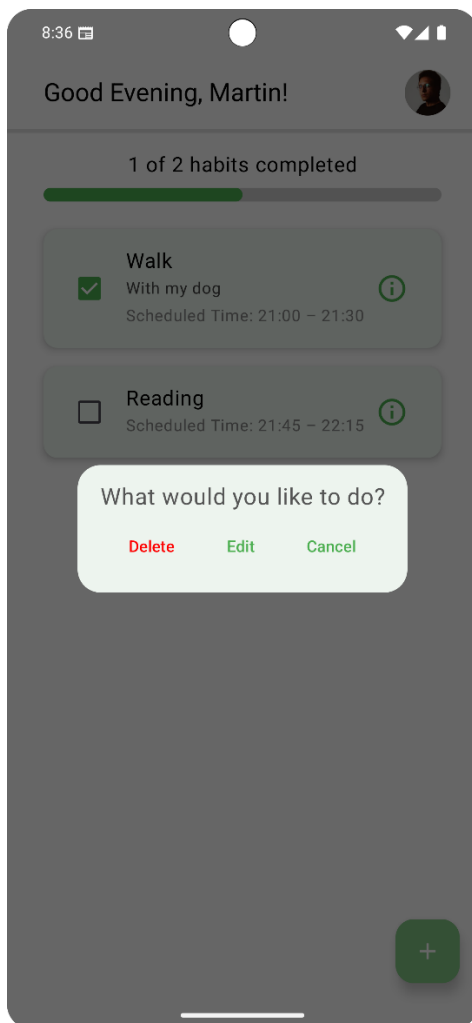 8:36
Good Evening, Martin!
1 of 2 habits completed
Walk
With my dog
Scheduled Time: 21:00 – 21:30
Reading
Scheduled Time: 21:45 – 22:15
What would you like to do?
Delete Edit Cancel
+